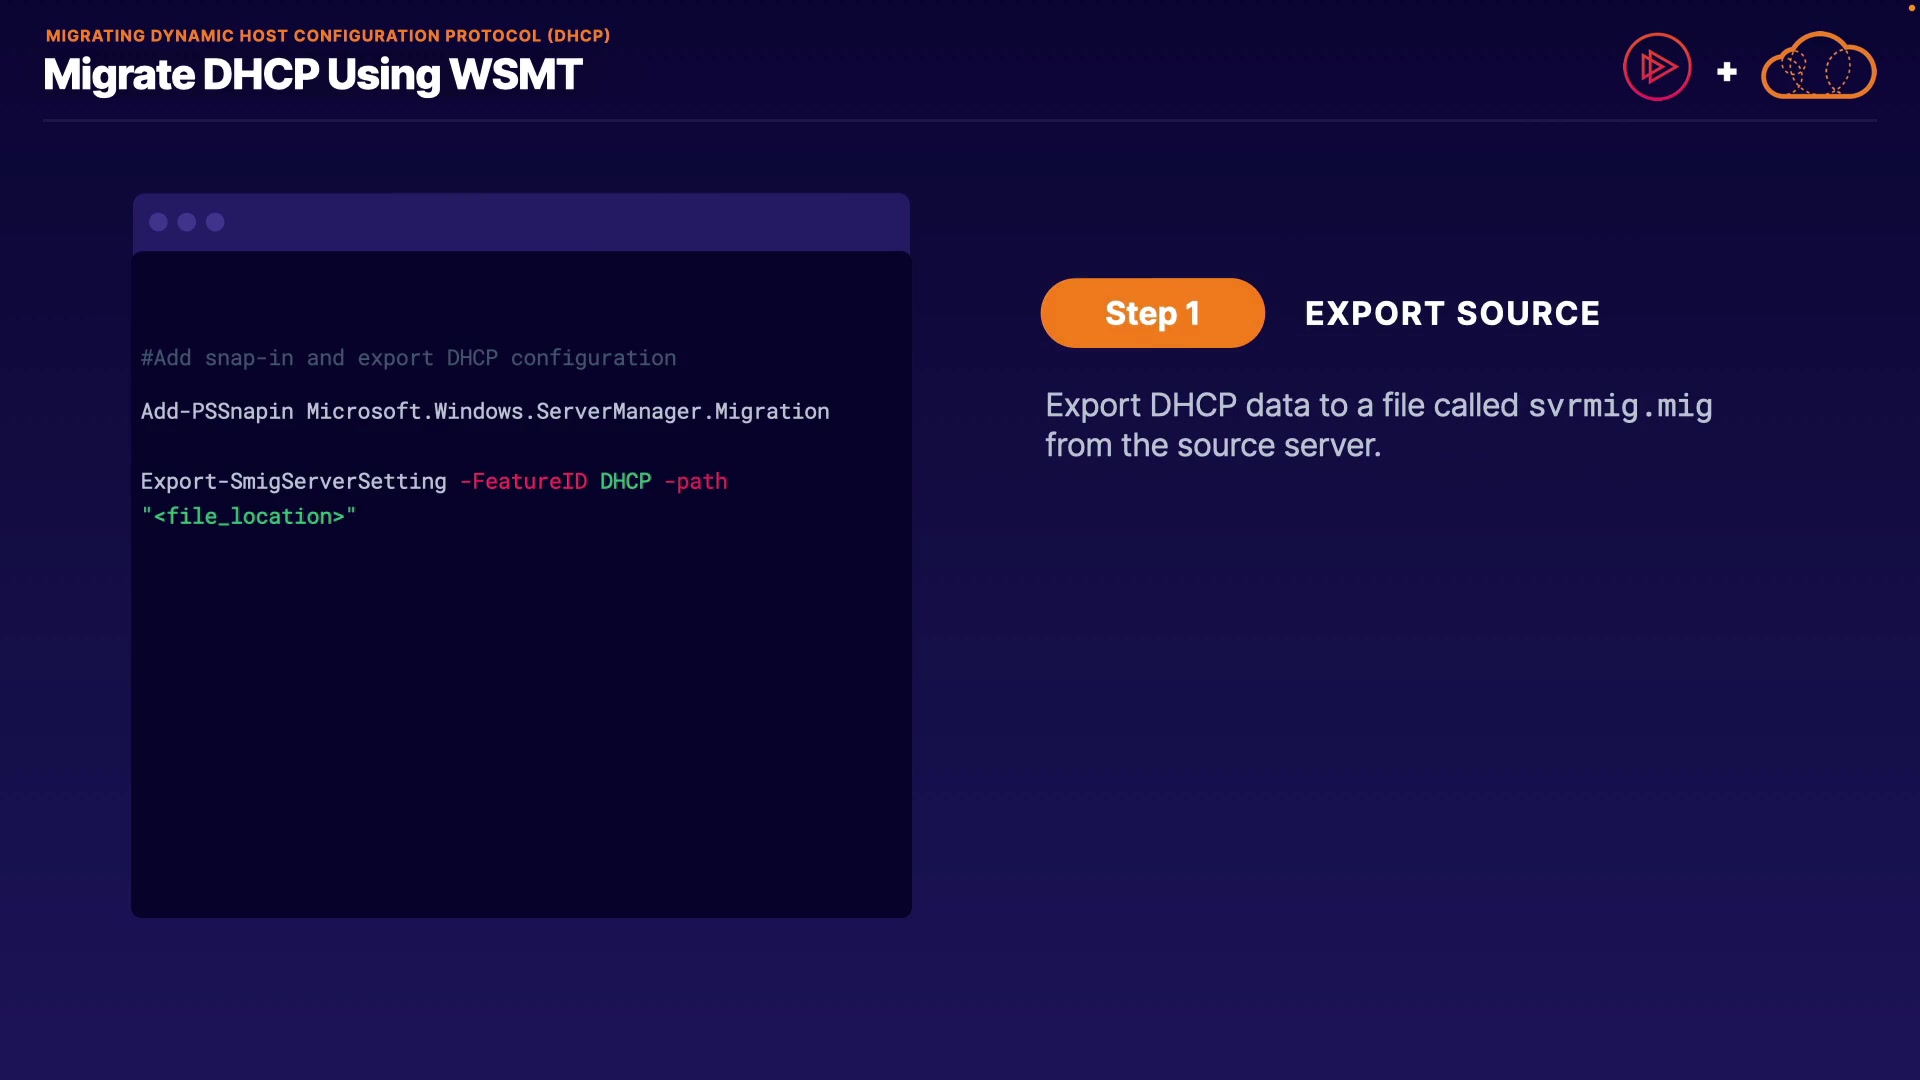 MIGRATING DYNAMIC HOST CONFIGURATION PROTOCOL (DHCP)
Migrate DHCP Using WSMT
#Add snap-in and export DHCP configuration
Add-PSSnapin Microsoft.Windows.ServerManager.Migration
Export-SmigServerSetting -FeatureID DHCP -path
"<file_location>"
Step 1
EXPORT SOURCE
Export DHCP data to a file called svrmig.mig
from the source server.